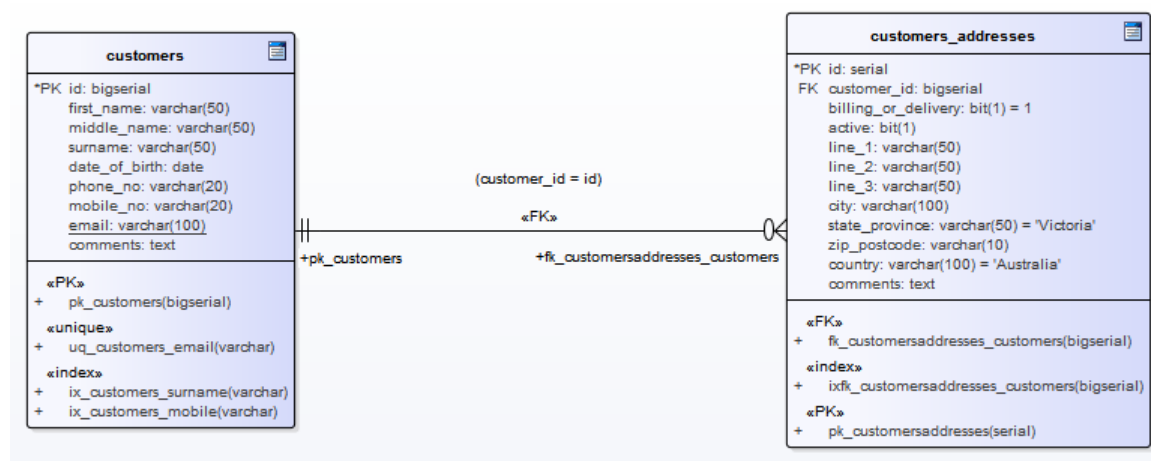 customers
*PK id: bigserial
first_name: varchar(50)
middle_name: varchar(50)
surname: varchar(50)
date_of_birth: date
phone_no: varchar(20)
mobile_no: varchar(20)
email: varchar(100)
comments: text
«PK»
+ pk_customers(bigserial)
«unique»
+ uq_customers_email(varchar)
«index»
+ ix_customers_surname(varchar)
+ ix_customers_mobile(varchar)
(customer_id = id)
«FK»
+pk_customers
+fk_customersaddresses_customers
customers_addresses
*PK id: serial
FK customer_id: bigserial
billing_or_delivery: bit(1) = 1
active: bit(1)
line_1: varchar(50)
line_2: varchar(50)
line_3: varchar(50)
city: varchar(100)
state_province: varchar(50) = 'Victoria'
zip_postcode: varchar(10)
country: varchar(100) = 'Australia'
comments: text
«FK»
+ fk_customersaddresses_customers(bigserial)
«index»
+ ixfk_customersaddresses_customers(bigserial)
«PK»
+ pk_customersaddresses(serial)